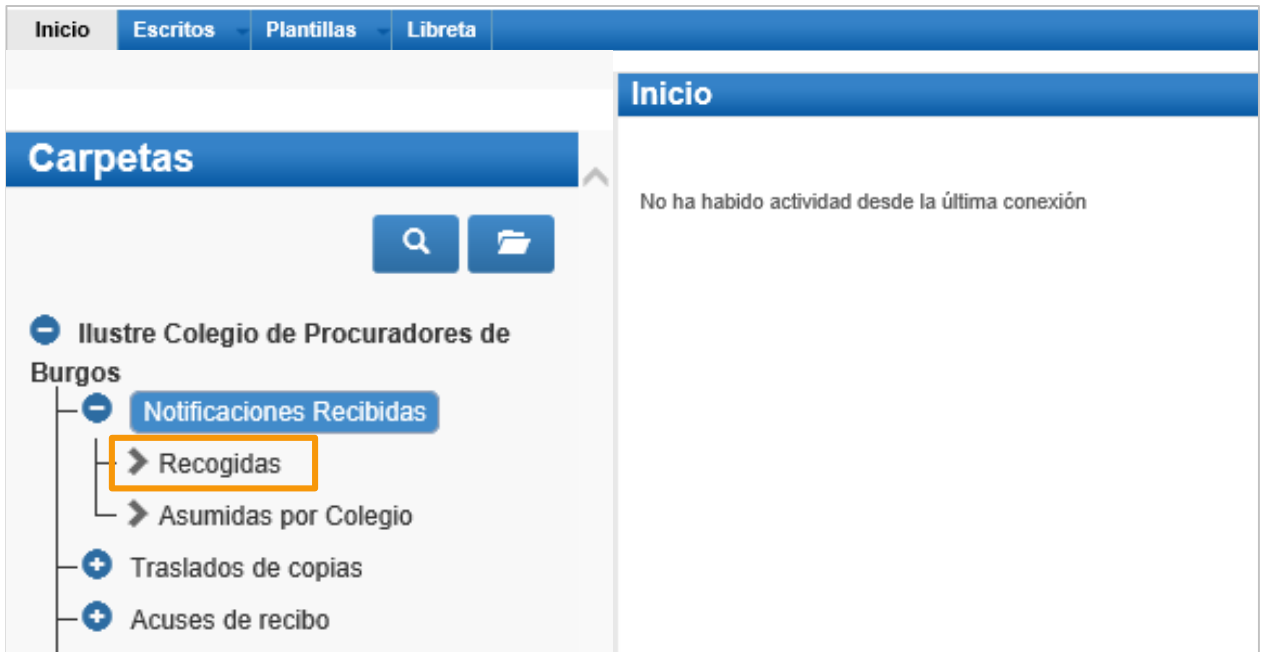 Inicio Escritos Plantillas Libreta
Inicio
Carpetas
No ha habido actividad desde la última conexión
Ilustre Colegio de Procuradores de
Burgos
Notificaciones Recibidas
Recogidas
Asumidas por Colegio
Traslados de copias
Acuses de recibo